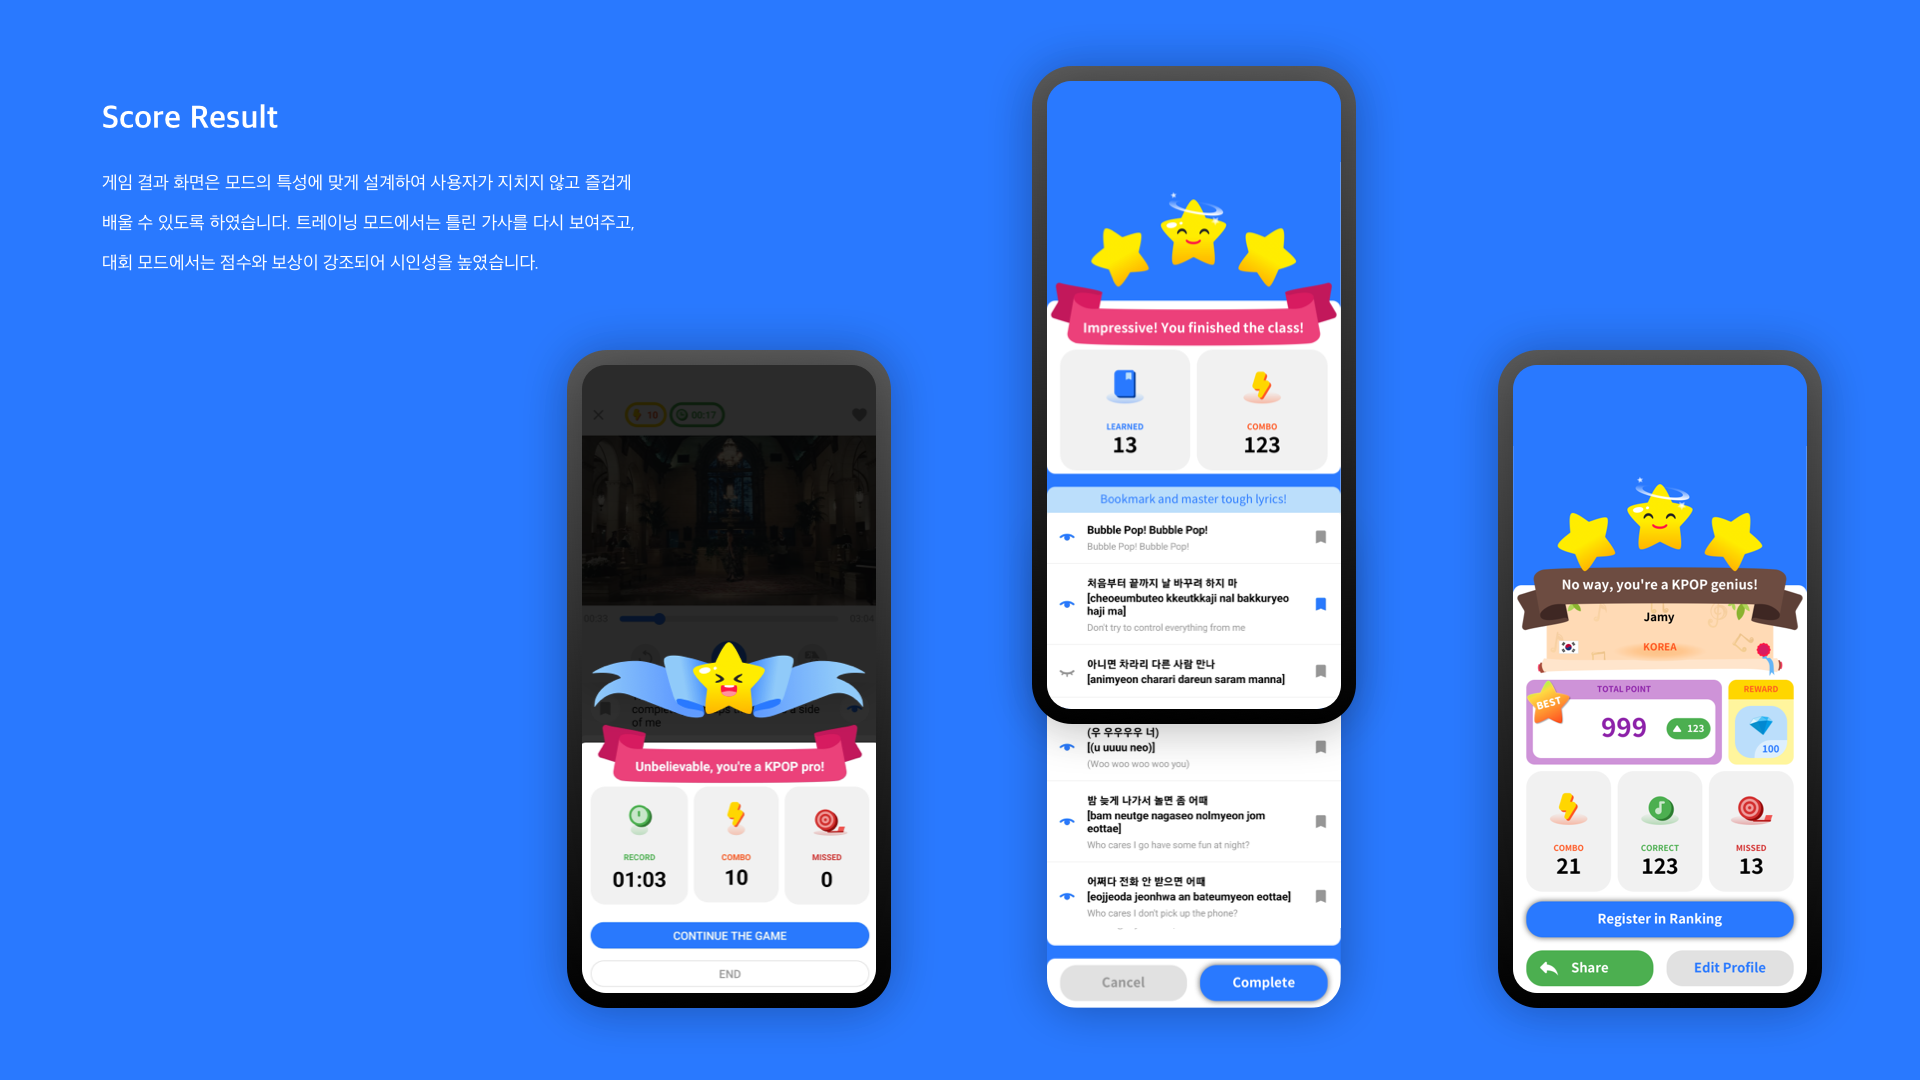 Score Result
게임 결과 화면은 모드의 특성에 맞게 설계하여 사용자가 지치지 않고 즐겁게
배울 수 있도록 하였습니다. 트레이닝 모드에서는 틀린 가사를 다시 보여주고,
대회 모드에서는 점수와 보상이 강조되어 시인성을 높였습니다.
10
00:17
00:33
03:04
side
of me
Unbelievable, you're a KPOP pro!
RECORD
01:03
COMBO
10
MISSED
0
CONTINUE THE GAME
END
Impressive! You finished the class!
LEARNED
13
COMBO
123
Bookmark and master tough lyrics!
Bubble Pop! Bubble Pop!
Bubble Pop! Bubble Pop!
처음부터 끝까지 날 바꾸려 하지 마
[cheoeumbuteo kkeutkkaji nal bakkuryeo
haji ma]
Don't try to control everything from me
아니면 차라리 다른 사람 만나
[animyeon charari dareun saram manna]
(우 우우우우 너)
[(u uuuu neo)]
(Woo woo woo woo you)
밤 늦게 나가서 놀면 좀 어때
[bam neutge nagaseo nolmyeon jom
eottae]
Who cares I go have some fun at night?
어쩌다 전화 안 받으면 어때
[eojjeoda jeonhwa an bateumyeon eottae]
Who cares I don't pick up the phone?
Cancel
Complete
No way, you're a KPOP genius!
Jamy
KOREA
TOTAL POINT
BEST
999
123
REWARD
100
COMBO
21
CORRECT
123
MISSED
13
Register in Ranking
Share
Edit Profile